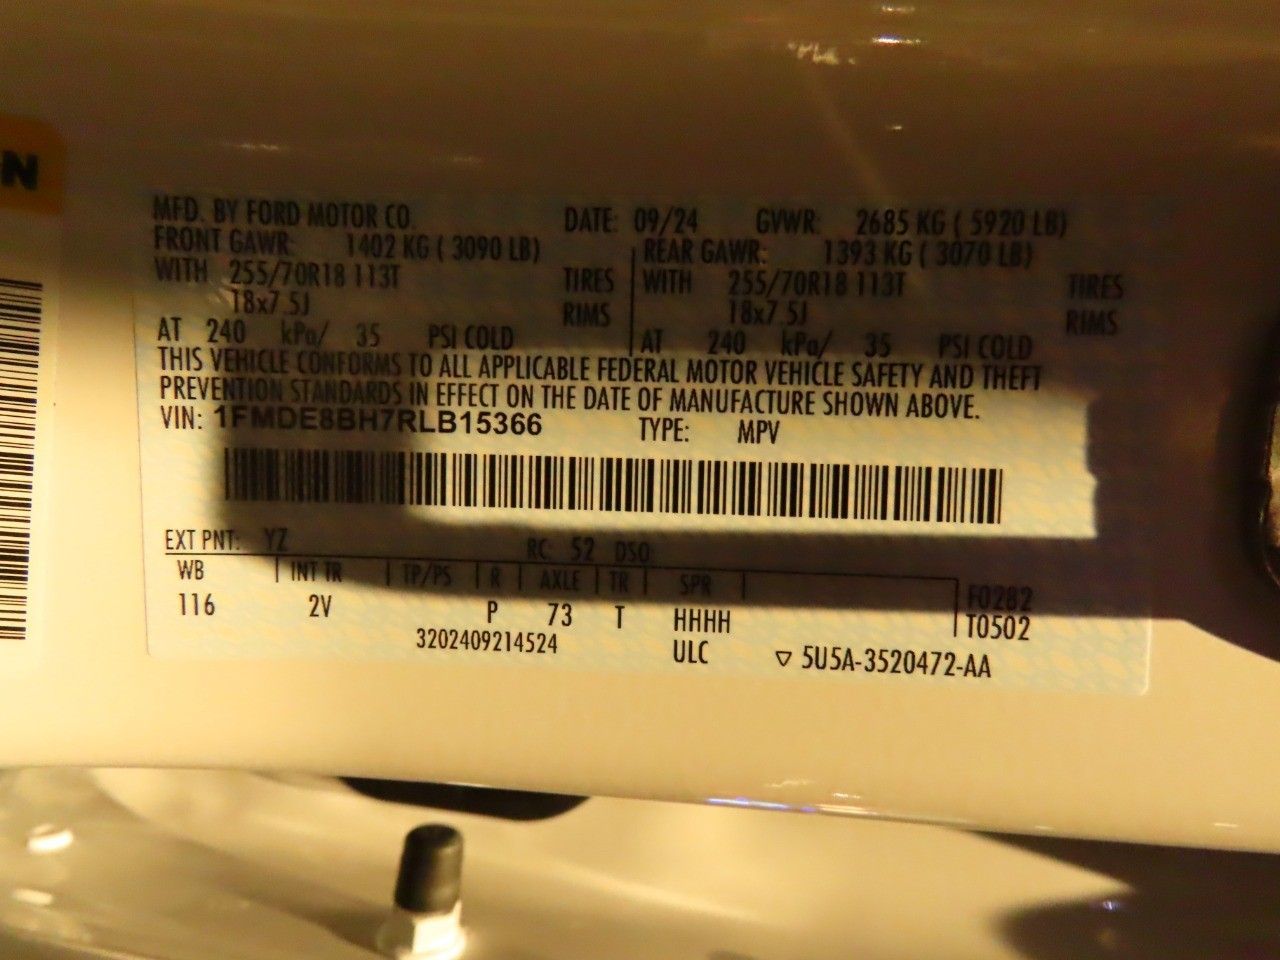 N
MFD. BY FORD MOTOR CO. DATE: 09/24 GVWR: 2685 KG ( 5920 LB)
FRONT GAWR: 1402 KG ( 3090 LB) REAR GAWR: 1393 KG ( 3070 LB)
WITH 255/70R18 113T TIRES WITH 255/70R18 113T TIRES
18x7.5J RIMS 18x7.5J RIMS
AT 240 kPa/ 35 PSI COLD AT 240 kPa/ 35 PSI COLD
THIS VEHICLE CONFORMS TO ALL APPLICABLE FEDERAL MOTOR VEHICLE SAFETY AND THEFT
PREVENTION STANDARDS IN EFFECT ON THE DATE OF MANUFACTURE SHOWN ABOVE.
VIN: 1FMDE8BH7RLB15366 TYPE: MPV
EXT PNT: YZ RC: 52 DSO:
WB INT TR TP/PS R AXLE TR SPR F0282
116 2V P 73 T HHHH T0502
3202409214524 ULC ▽ 5U5A-3520472-AA